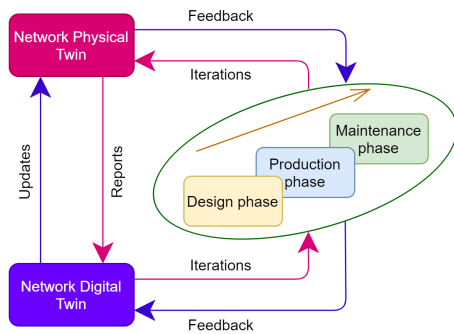 Feedback
Network Physical
Twin
Iterations
Maintenance
phase
Updates
Reports
Production
phase
Design phase
Iterations
Network Digital
Twin
Feedback